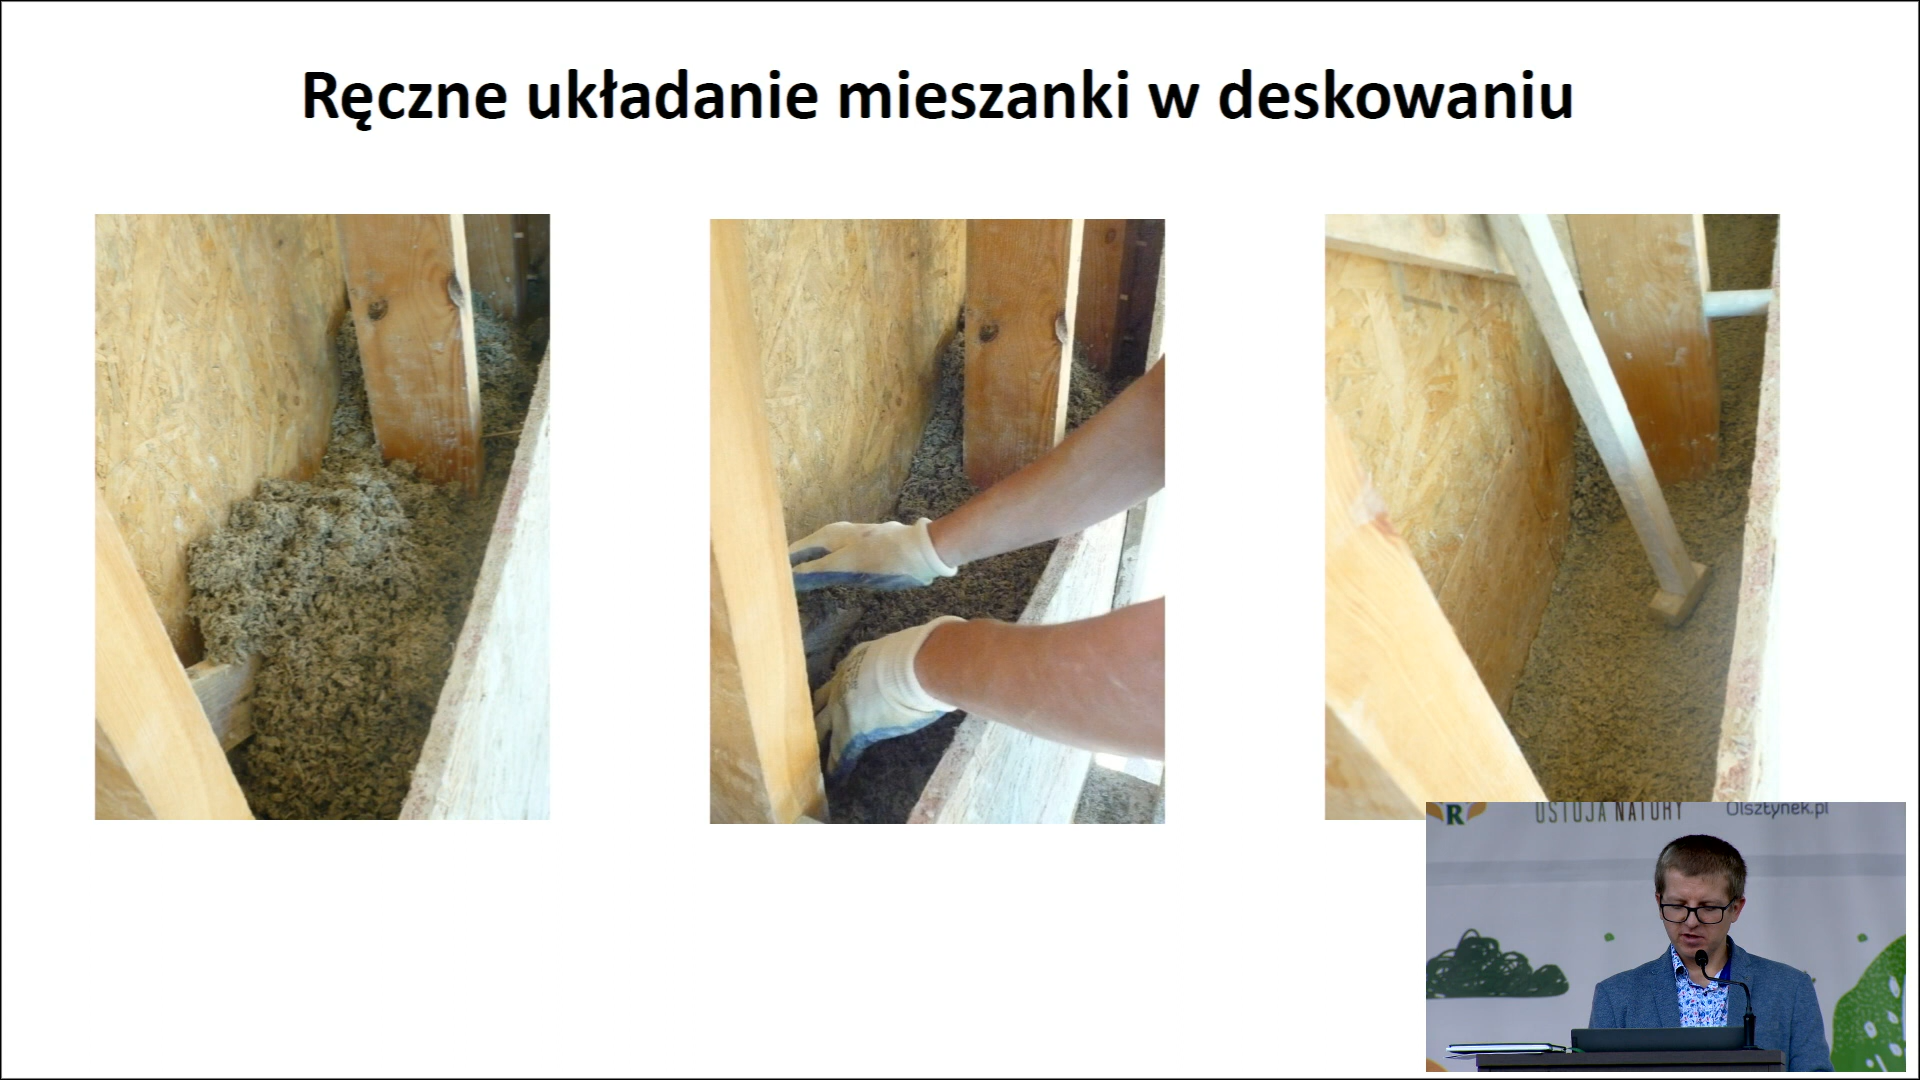 Ręczne układanie mieszanki w deskowaniu
R
OSTOJA NATURY
Olsztynek.pl